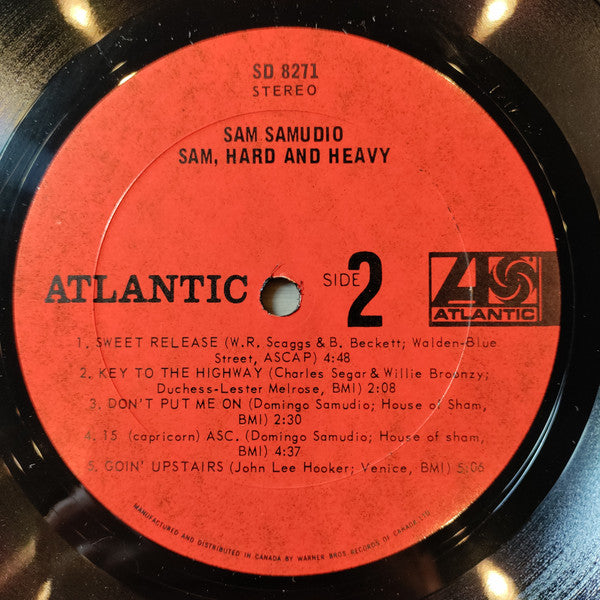 SD 8271
STEREO
SAM SAMUDIO
SAM, HARD AND HEAVY
ATLANTIC
SIDE 2
ATLANTIC
1. SWEET RELEASE (W.R. Scaggs & B. Beckett; Walden-Blue
Street, ASCAP) 4:48
2. KEY TO THE HIGHWAY (Charles Segar & Willie Broonzy;
Duchess-Lester Melrose, BMI) 2:08
3. DON'T PUT ME ON (Domingo Samudio; House of Sham,
BMI) 2:30
4. 15 (capricorn) ASC. (Domingo Samudio; House of sham,
BMI) 4:37
5. GOIN' UPSTAIRS (John Lee Hooker; Venice, BMI) 5:06
MANUFACTURED AND DISTRIBUTED IN CANADA BY WARNER BROS RECORDS OF CANADA LTD.